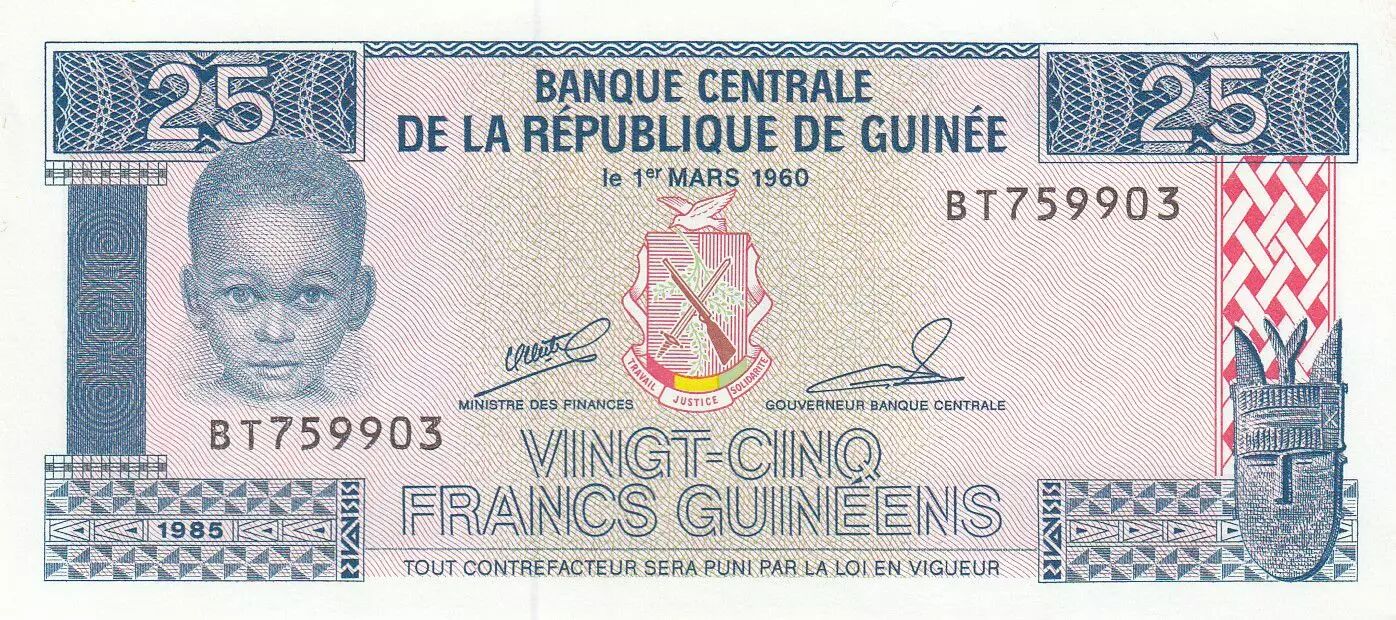 25
25
BANQUE CENTRALE
DE LA RÉPUBLIQUE DE GUINÉE
le 1er MARS 1960
BT759903
TRAVAIL JUSTICE SOLIDARITÉ
MINISTRE DES FINANCES
GOUVERNEUR BANQUE CENTRALE
BT759903
VINGT-CINQ
FRANCS GUINÉENS
1985
TOUT CONTREFACTEUR SERA PUNI PAR LA LOI EN VIGUEUR